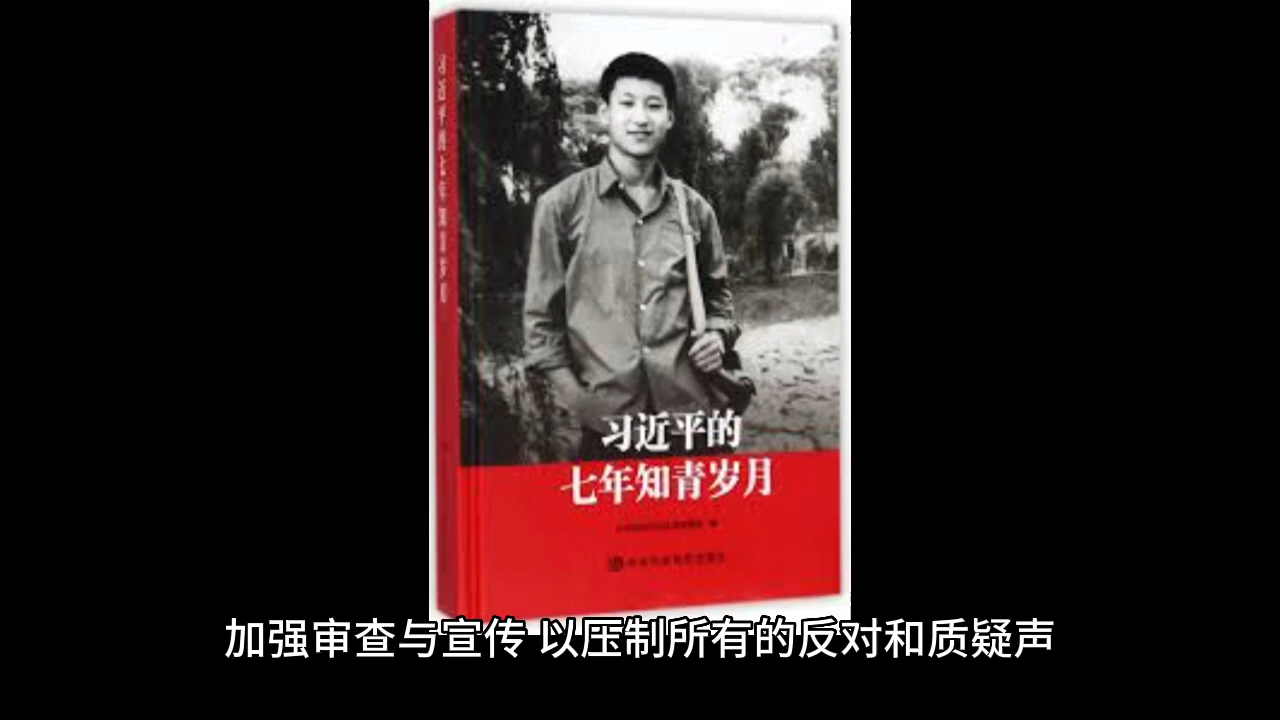 习近平的
七年知青岁月
加强审查与宣传 以压制所有的反对和质疑声